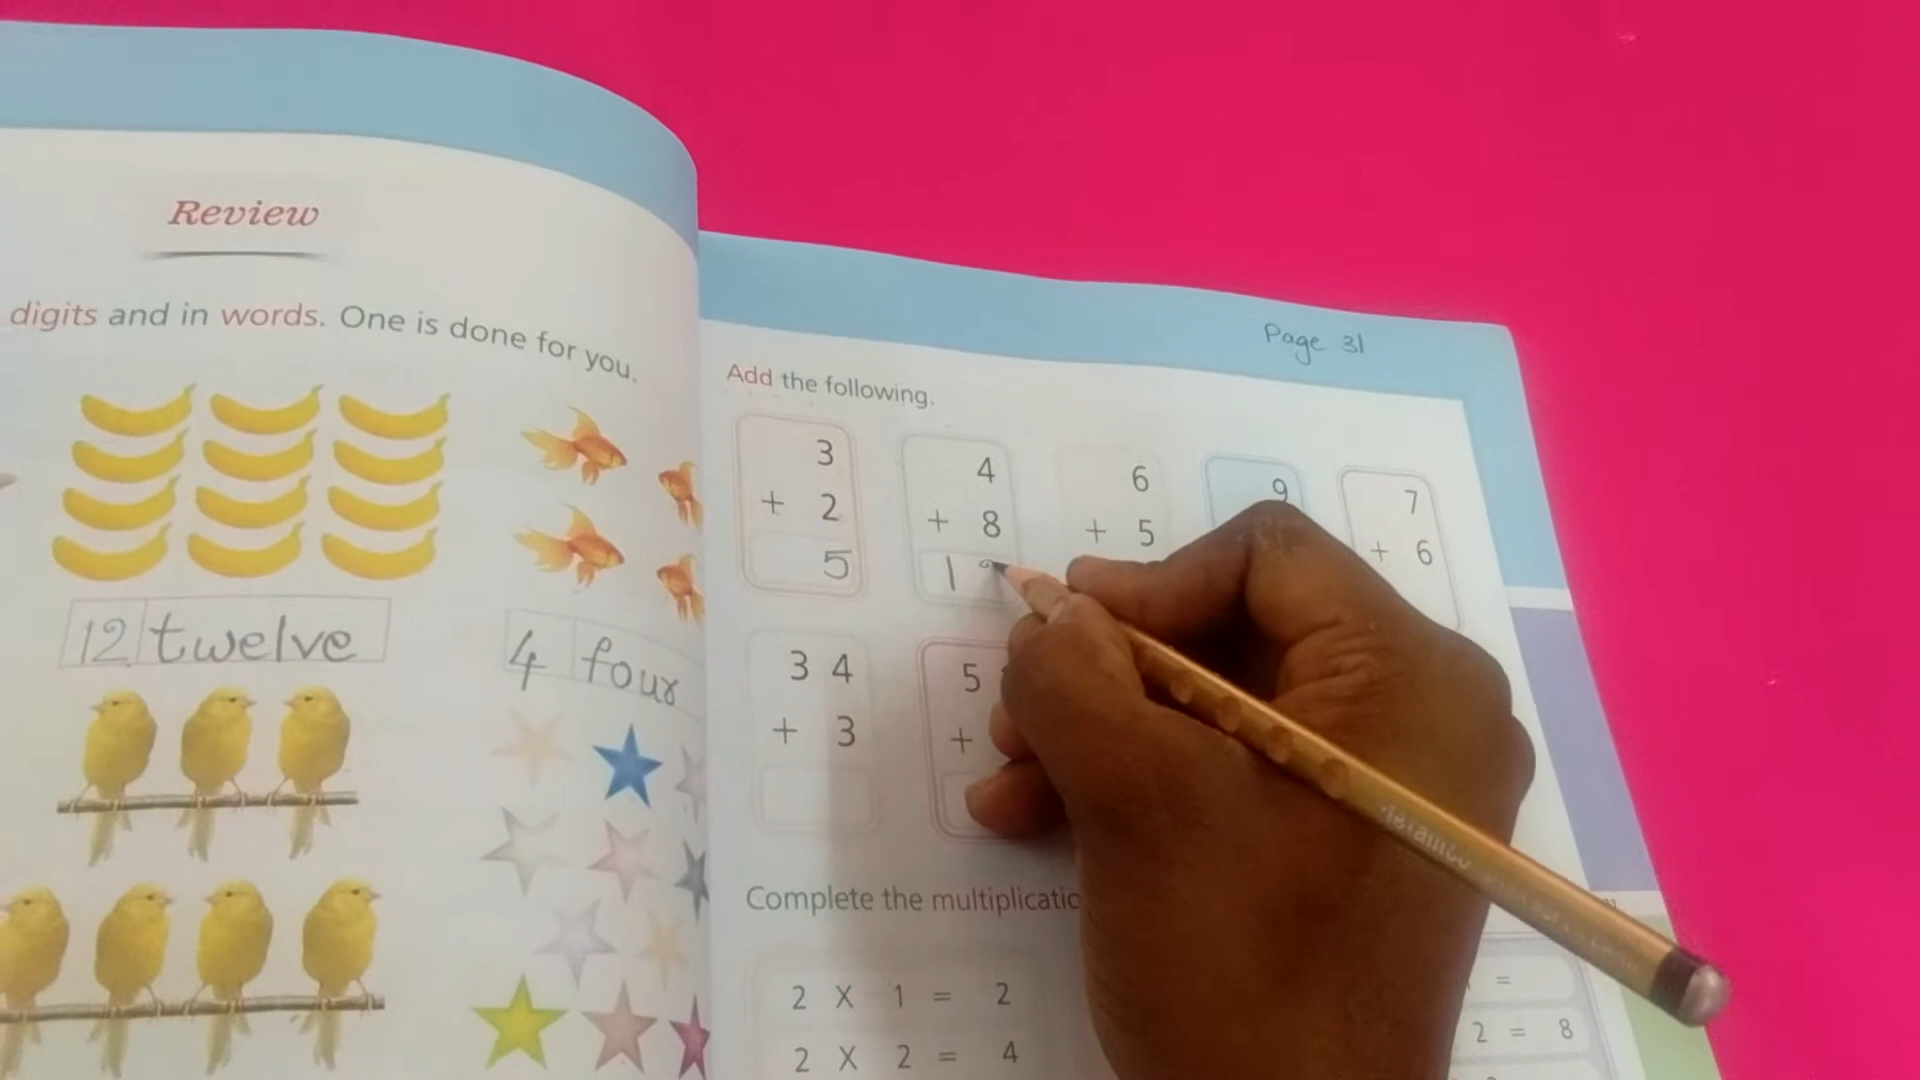 Review
digits and in words. One is done for you.
12 twelve
4 four
Page 31
Add the following.
3
+ 2
5
4
+ 8
1
6
+ 5
9
7
+ 6
3 4
+ 3
5
+
Complete the
2 X 1 = 2
2 X 2 = 4
=
2 = 8